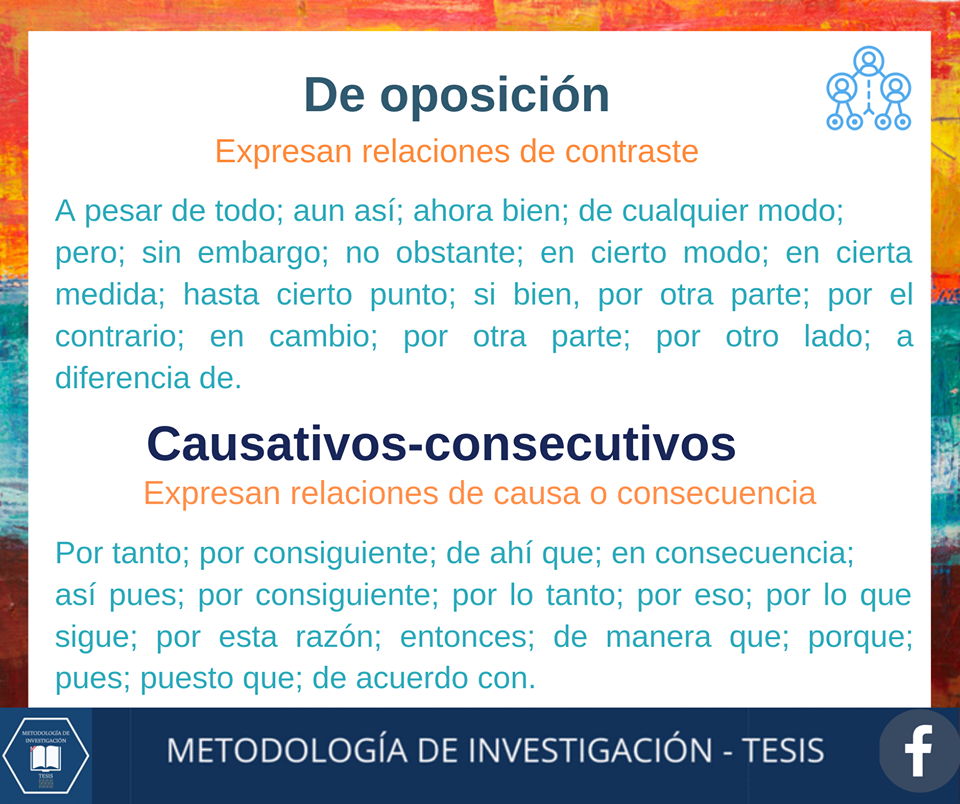 De oposición
Expresan relaciones de contraste
A pesar de todo; aun así; ahora bien; de cualquier modo;
pero; sin embargo; no obstante; en cierto modo; en cierta
medida; hasta cierto punto; si bien, por otra parte; por el
contrario; en cambio; por otra parte; por otro lado; a
diferencia de.
Causativos-consecutivos
Expresan relaciones de causa o consecuencia
Por tanto; por consiguiente; de ahí que; en consecuencia;
así pues; por consiguiente; por lo tanto; por eso; por lo que
sigue; por esta razón; entonces; de manera que; porque;
pues; puesto que; de acuerdo con.
METODOLOGÍA DE
INVESTIGACIÓN
TESIS
METODOLOGÍA DE INVESTIGACIÓN - TESIS
f